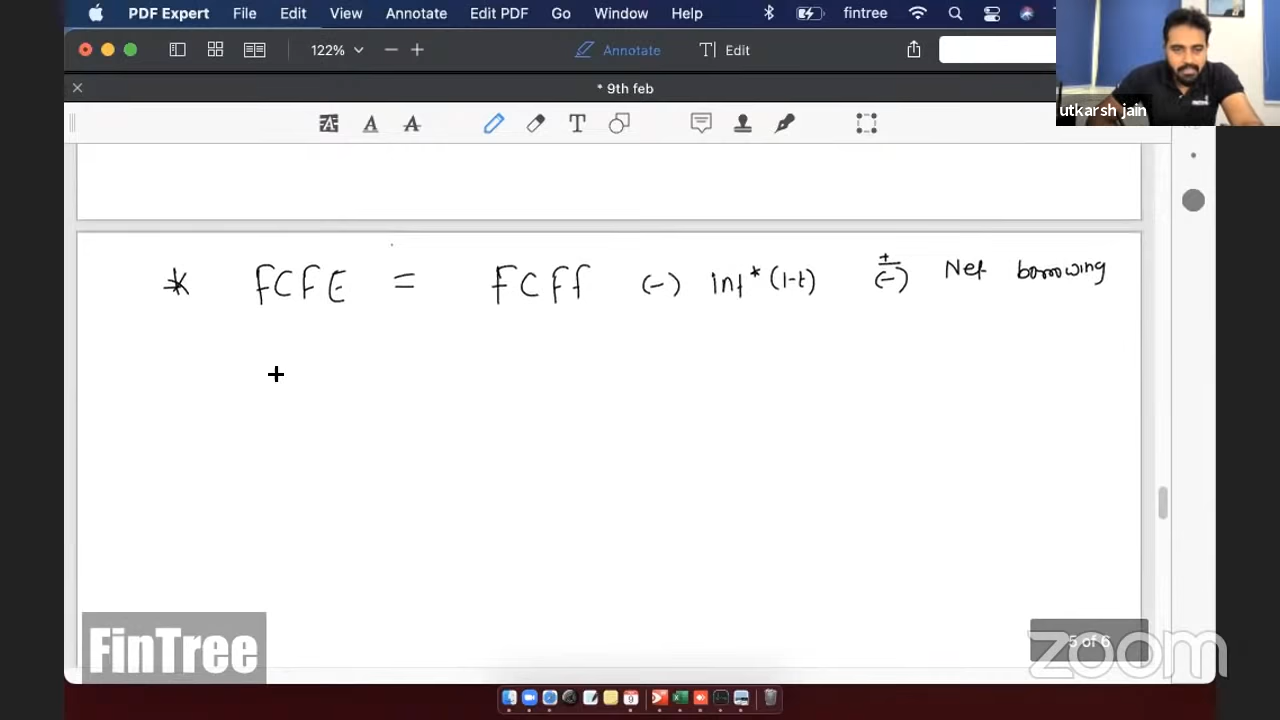 PDF Expert File Edit View Annotate Edit PDF Go Window Help fintree
122% Annotate T Edit
utkarsh jain
* 9th feb
A A A T
* FCFE = FCFF (-) int* (1-t) +(-) Net borrowing
FinTree
5 of 6
zoom